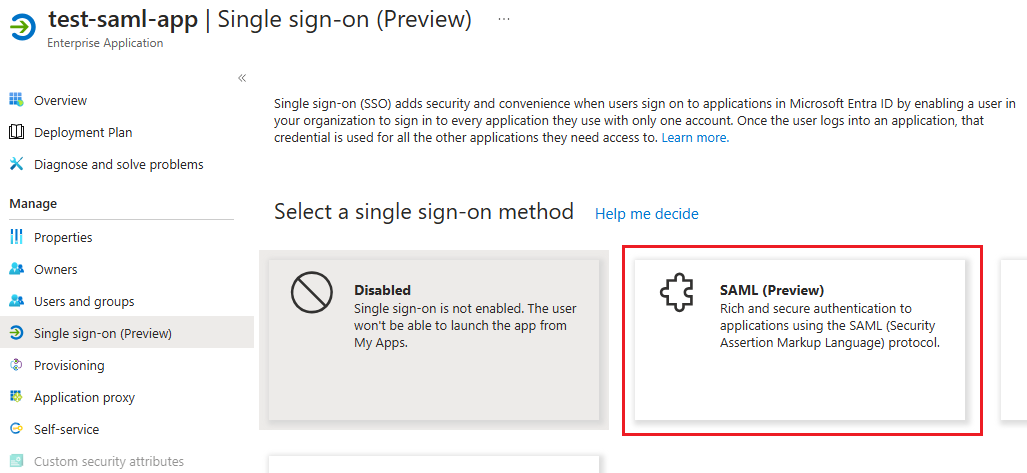 test-saml-app | Single sign-on (Preview) ...
Enterprise Application
«
Overview
Deployment Plan
Diagnose and solve problems
Manage
Properties
Owners
Users and groups
Single sign-on (Preview)
Provisioning
Application proxy
Self-service
Custom security attributes
Single sign-on (SSO) adds security and convenience when users sign on to applications in Microsoft Entra ID by enabling a user in
your organization to sign in to every application they use with only one account. Once the user logs into an application, that
credential is used for all the other applications they need access to. Learn more.
Select a single sign-on method Help me decide
Disabled
Single sign-on is not enabled. The user
won't be able to launch the app from
My Apps.
SAML (Preview)
Rich and secure authentication to
applications using the SAML (Security
Assertion Markup Language) protocol.